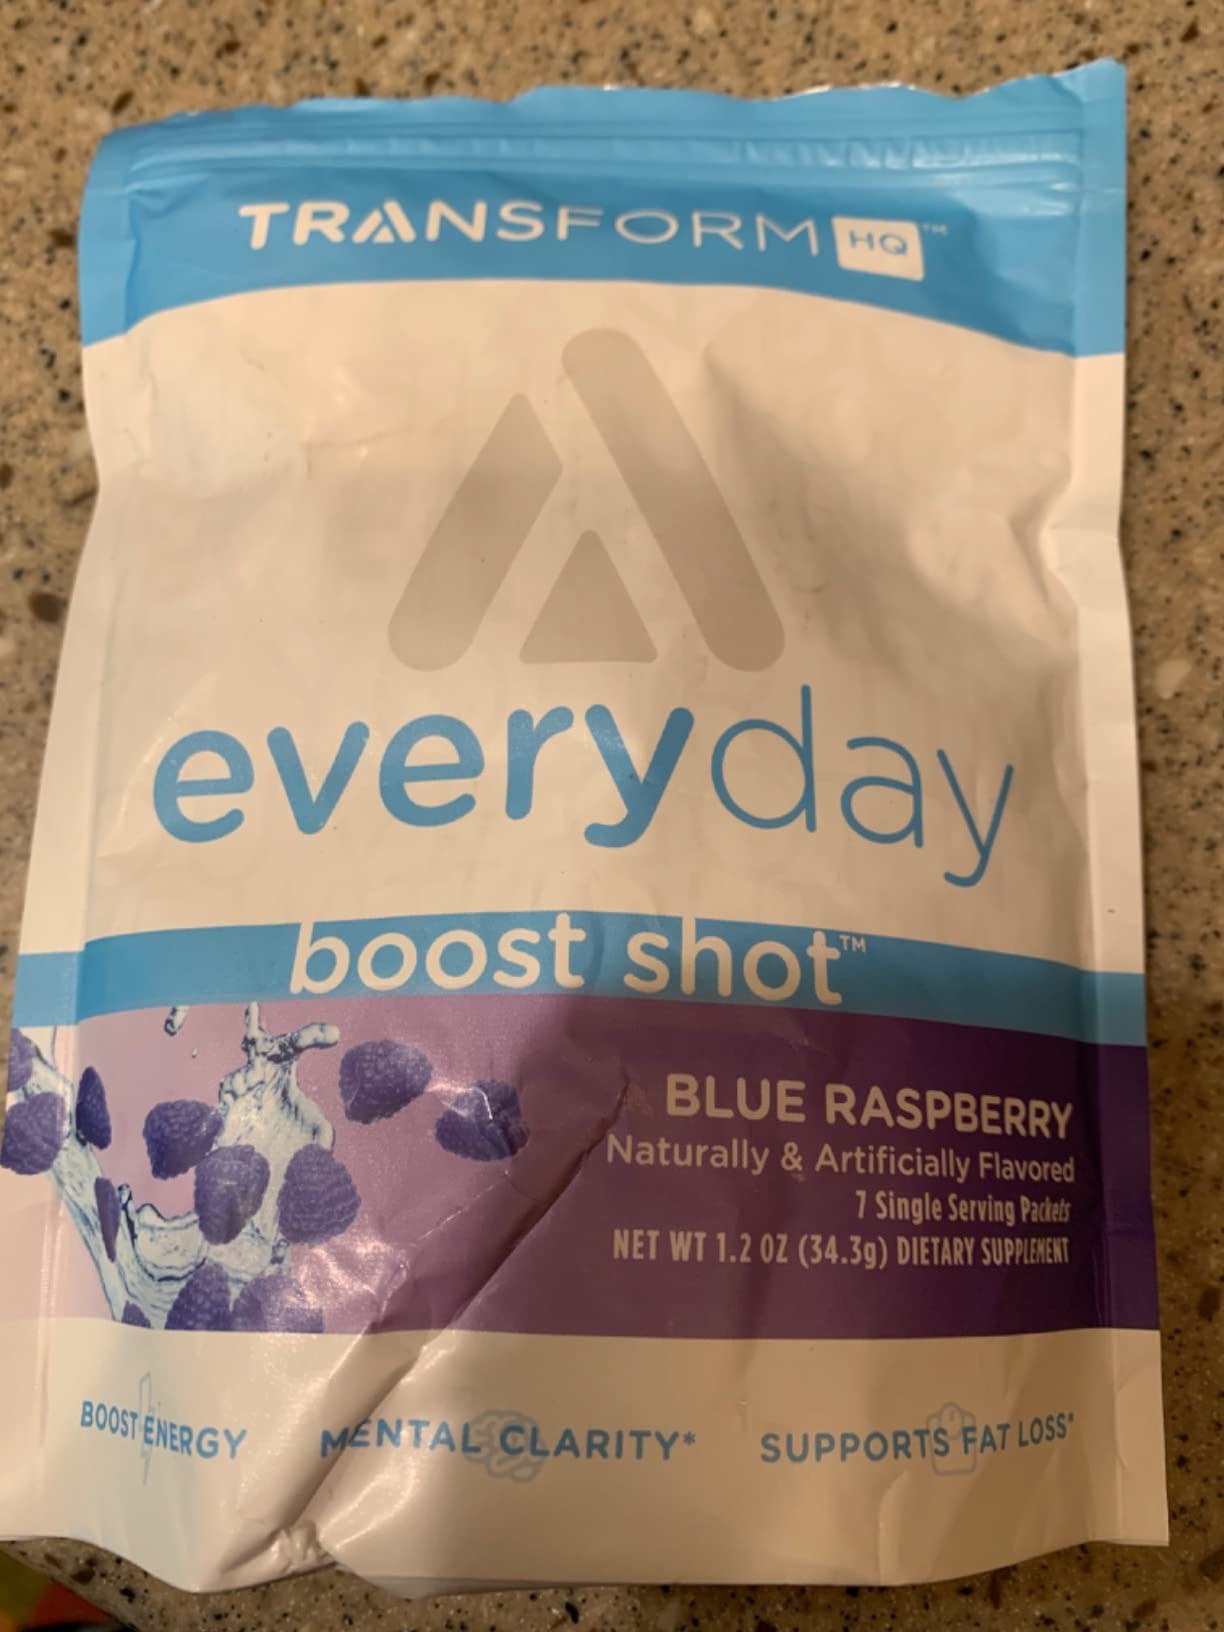 TRANSFORM HQ™
everyday
boost shot™
BLUE RASPBERRY
Naturally & Artificially Flavored
7 Single Serving Packets
NET WT 1.2 OZ (34.3g) DIETARY SUPPLEMENT
BOOST ENERGY MENTAL CLARITY* SUPPORTS FAT LOSS*